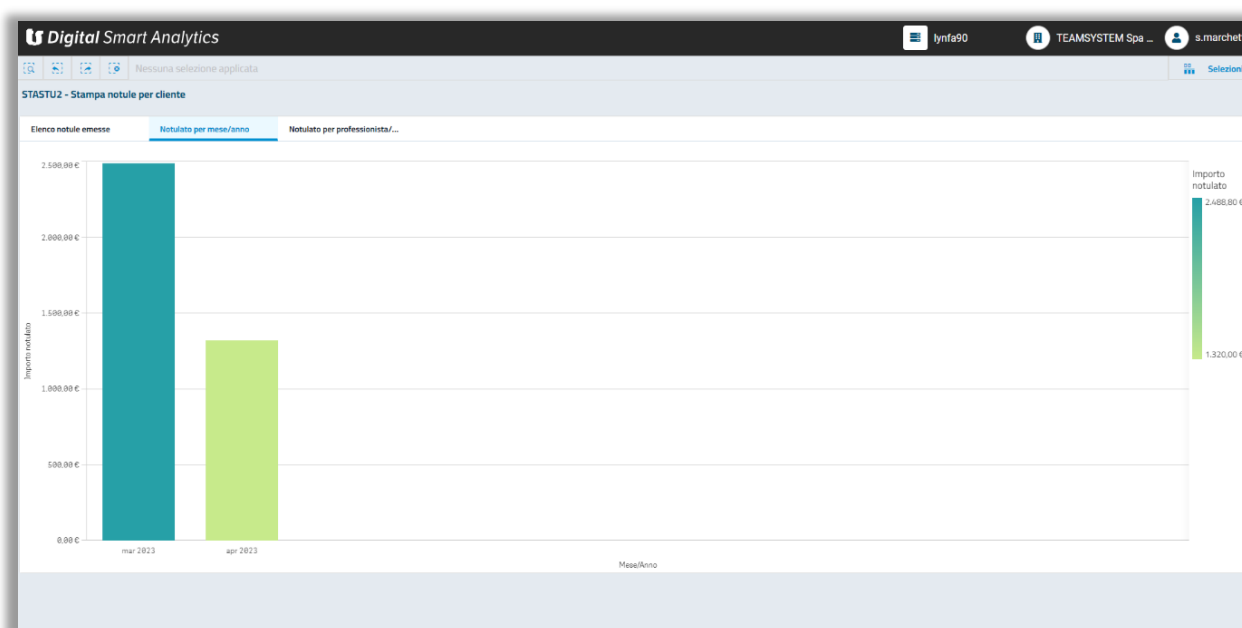 Digital Smart Analytics
lynfa90
TEAMSYSTEM Spa ...
s.marchet
Nessuna selezione applicata
Selezioni
STASTU2 - Stampa notule per cliente
Elenco notule emesse
Notulato per mese/anno
Notulato per professionista/...
Importo notulato
2.500,00 €
2.000,00 €
1.500,00 €
1.000,00 €
500,00 €
0,00 €
mar 2023
apr 2023
Mese/Anno
Importo
notulato
2.488,80 €
1.320,00 €